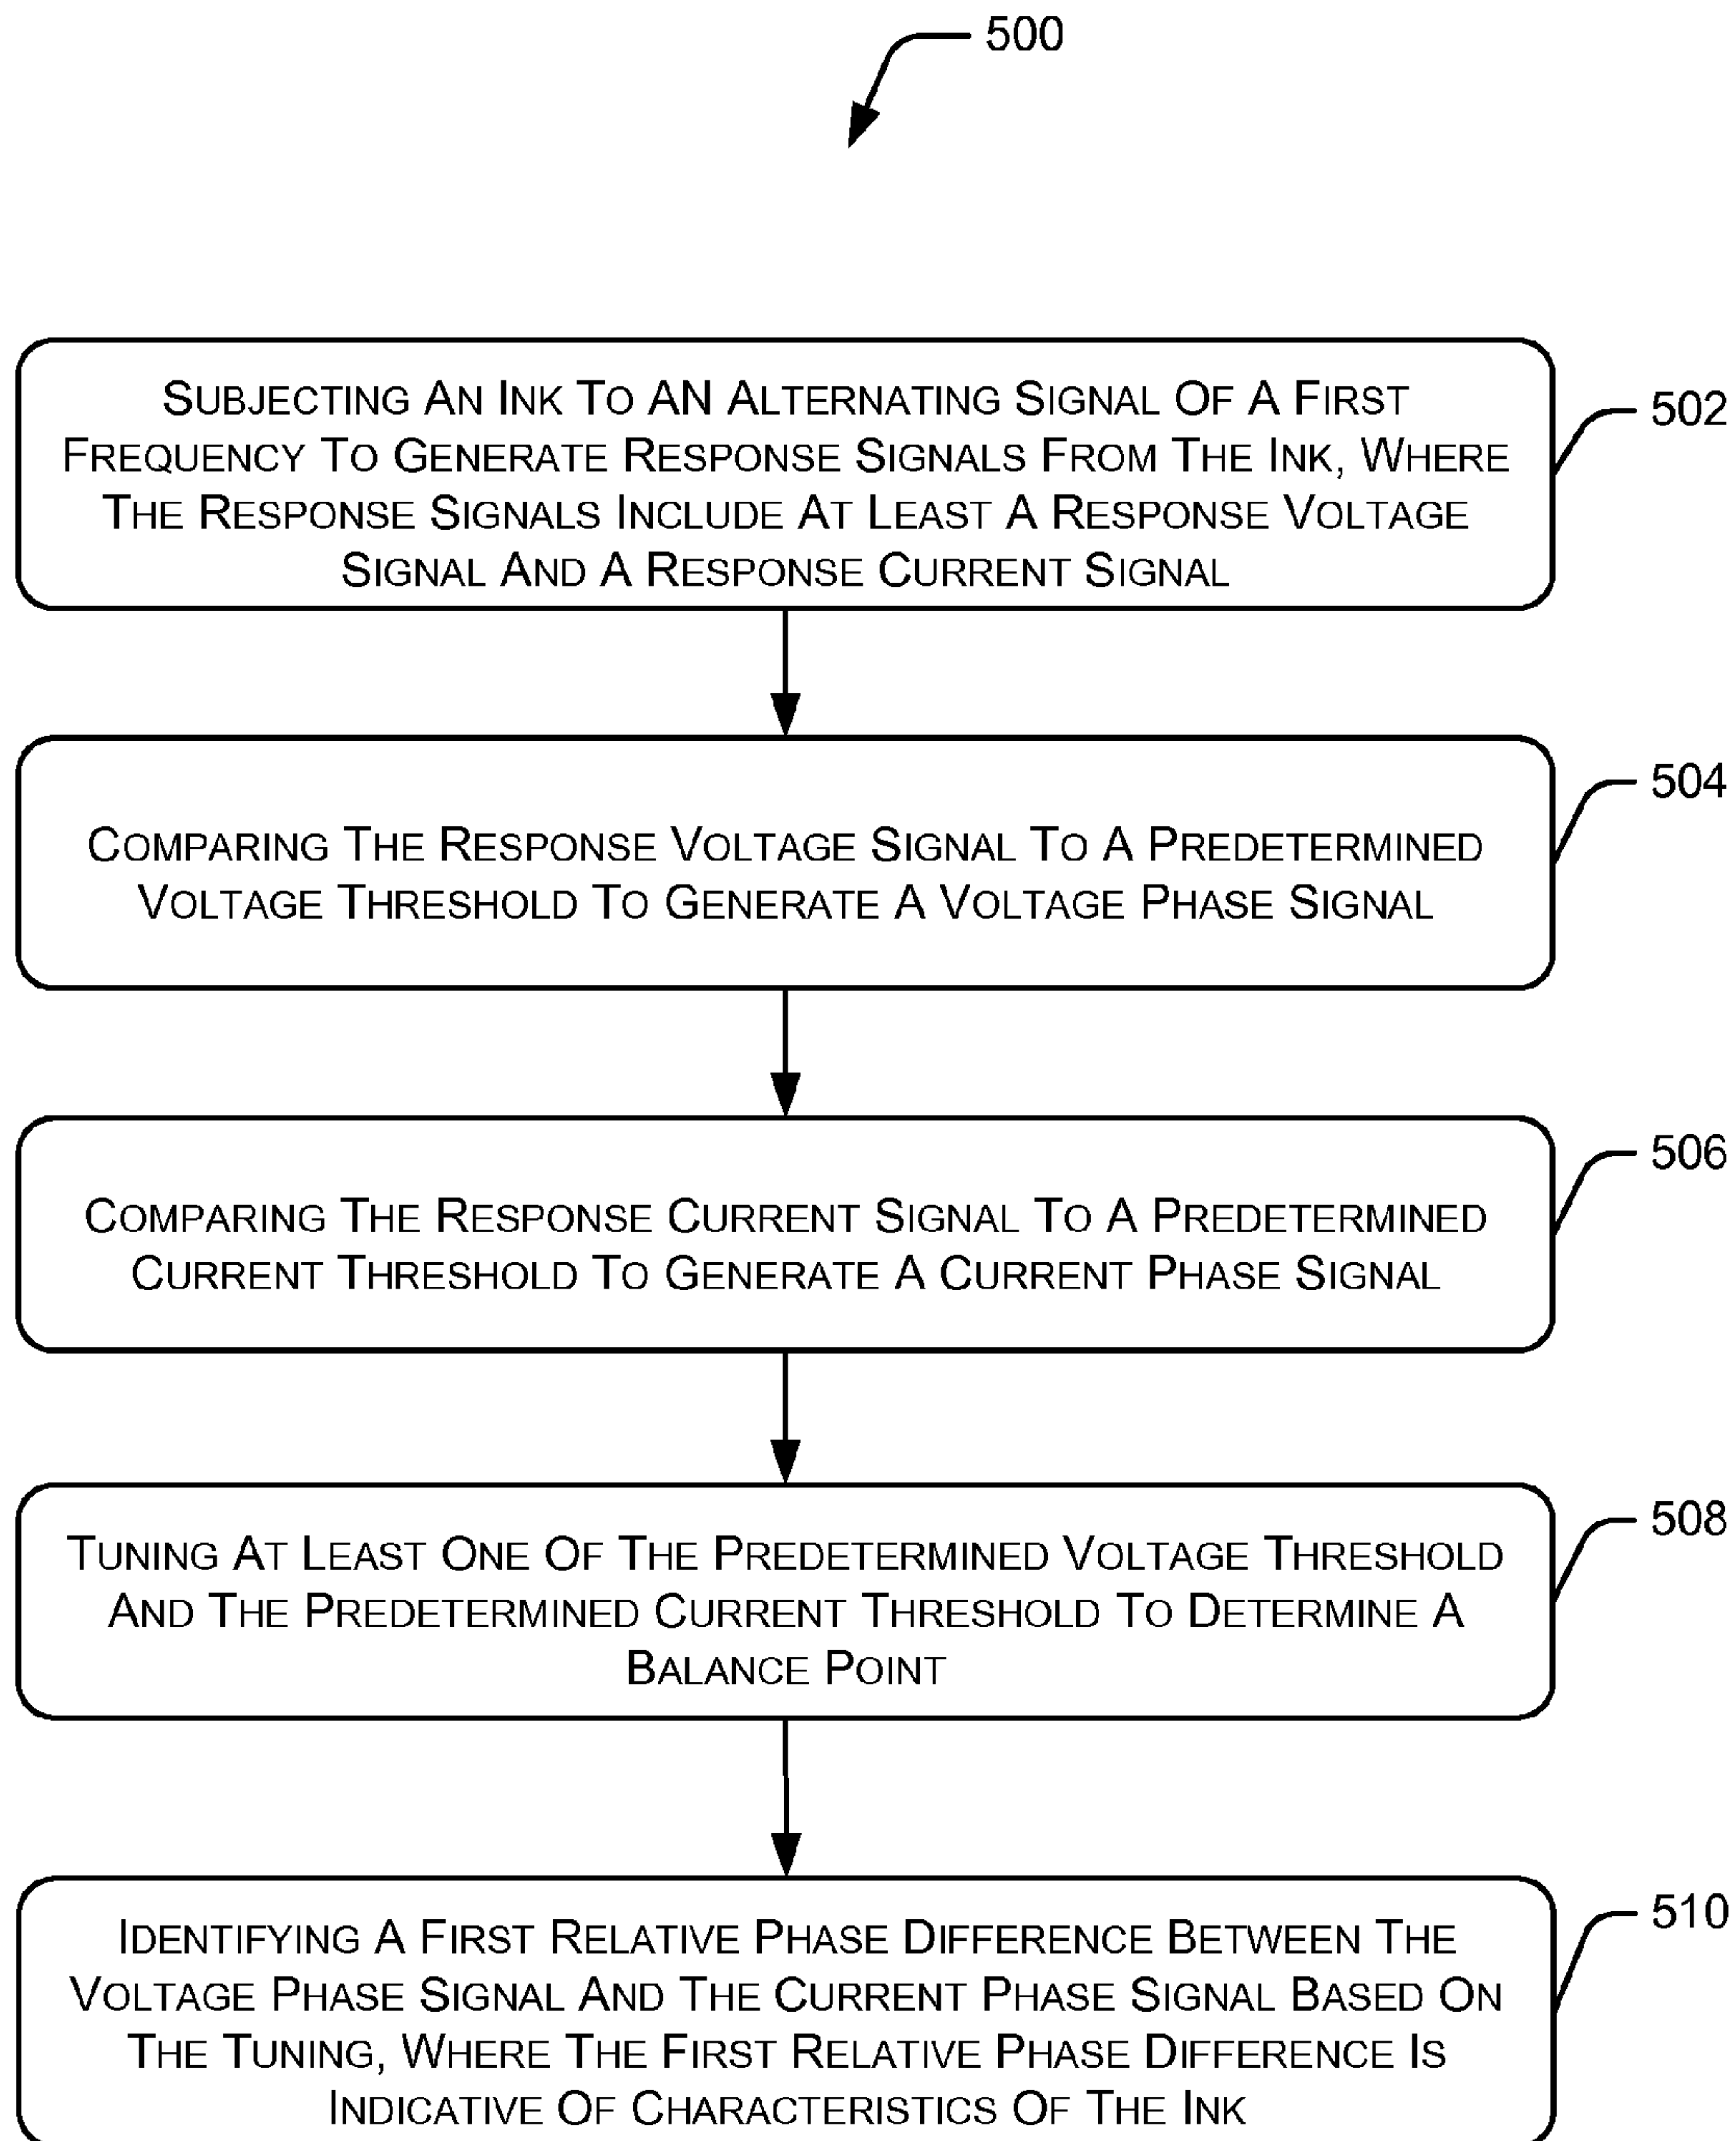 500
SUBJECTING AN INK TO AN ALTERNATING SIGNAL OF A FIRST
FREQUENCY TO GENERATE RESPONSE SIGNALS FROM THE INK, WHERE
THE RESPONSE SIGNALS INCLUDE AT LEAST A RESPONSE VOLTAGE
SIGNAL AND A RESPONSE CURRENT SIGNAL
502
COMPARING THE RESPONSE VOLTAGE SIGNAL TO A PREDETERMINED
VOLTAGE THRESHOLD TO GENERATE A VOLTAGE PHASE SIGNAL
504
COMPARING THE RESPONSE CURRENT SIGNAL TO A PREDETERMINED
CURRENT THRESHOLD TO GENERATE A CURRENT PHASE SIGNAL
506
TUNING AT LEAST ONE OF THE PREDETERMINED VOLTAGE THRESHOLD
AND THE PREDETERMINED CURRENT THRESHOLD TO DETERMINE A
BALANCE POINT
508
IDENTIFYING A FIRST RELATIVE PHASE DIFFERENCE BETWEEN THE
VOLTAGE PHASE SIGNAL AND THE CURRENT PHASE SIGNAL BASED ON
THE TUNING, WHERE THE FIRST RELATIVE PHASE DIFFERENCE IS
INDICATIVE OF CHARACTERISTICS OF THE INK
510